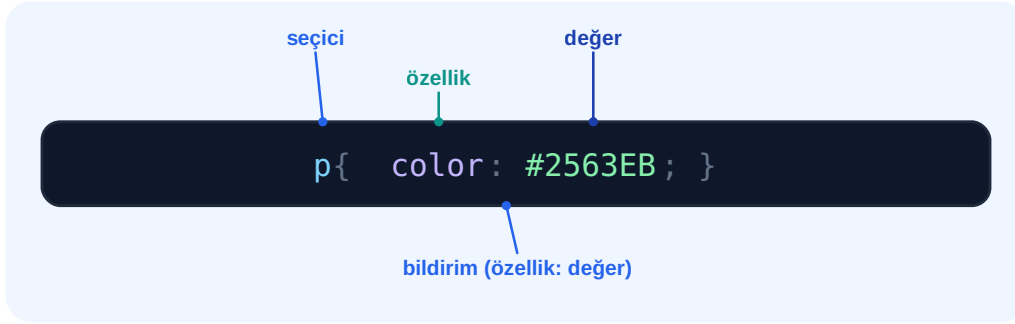 seçici
değer
özellik
p{ color: #2563EB; }
bildirim (özellik: değer)